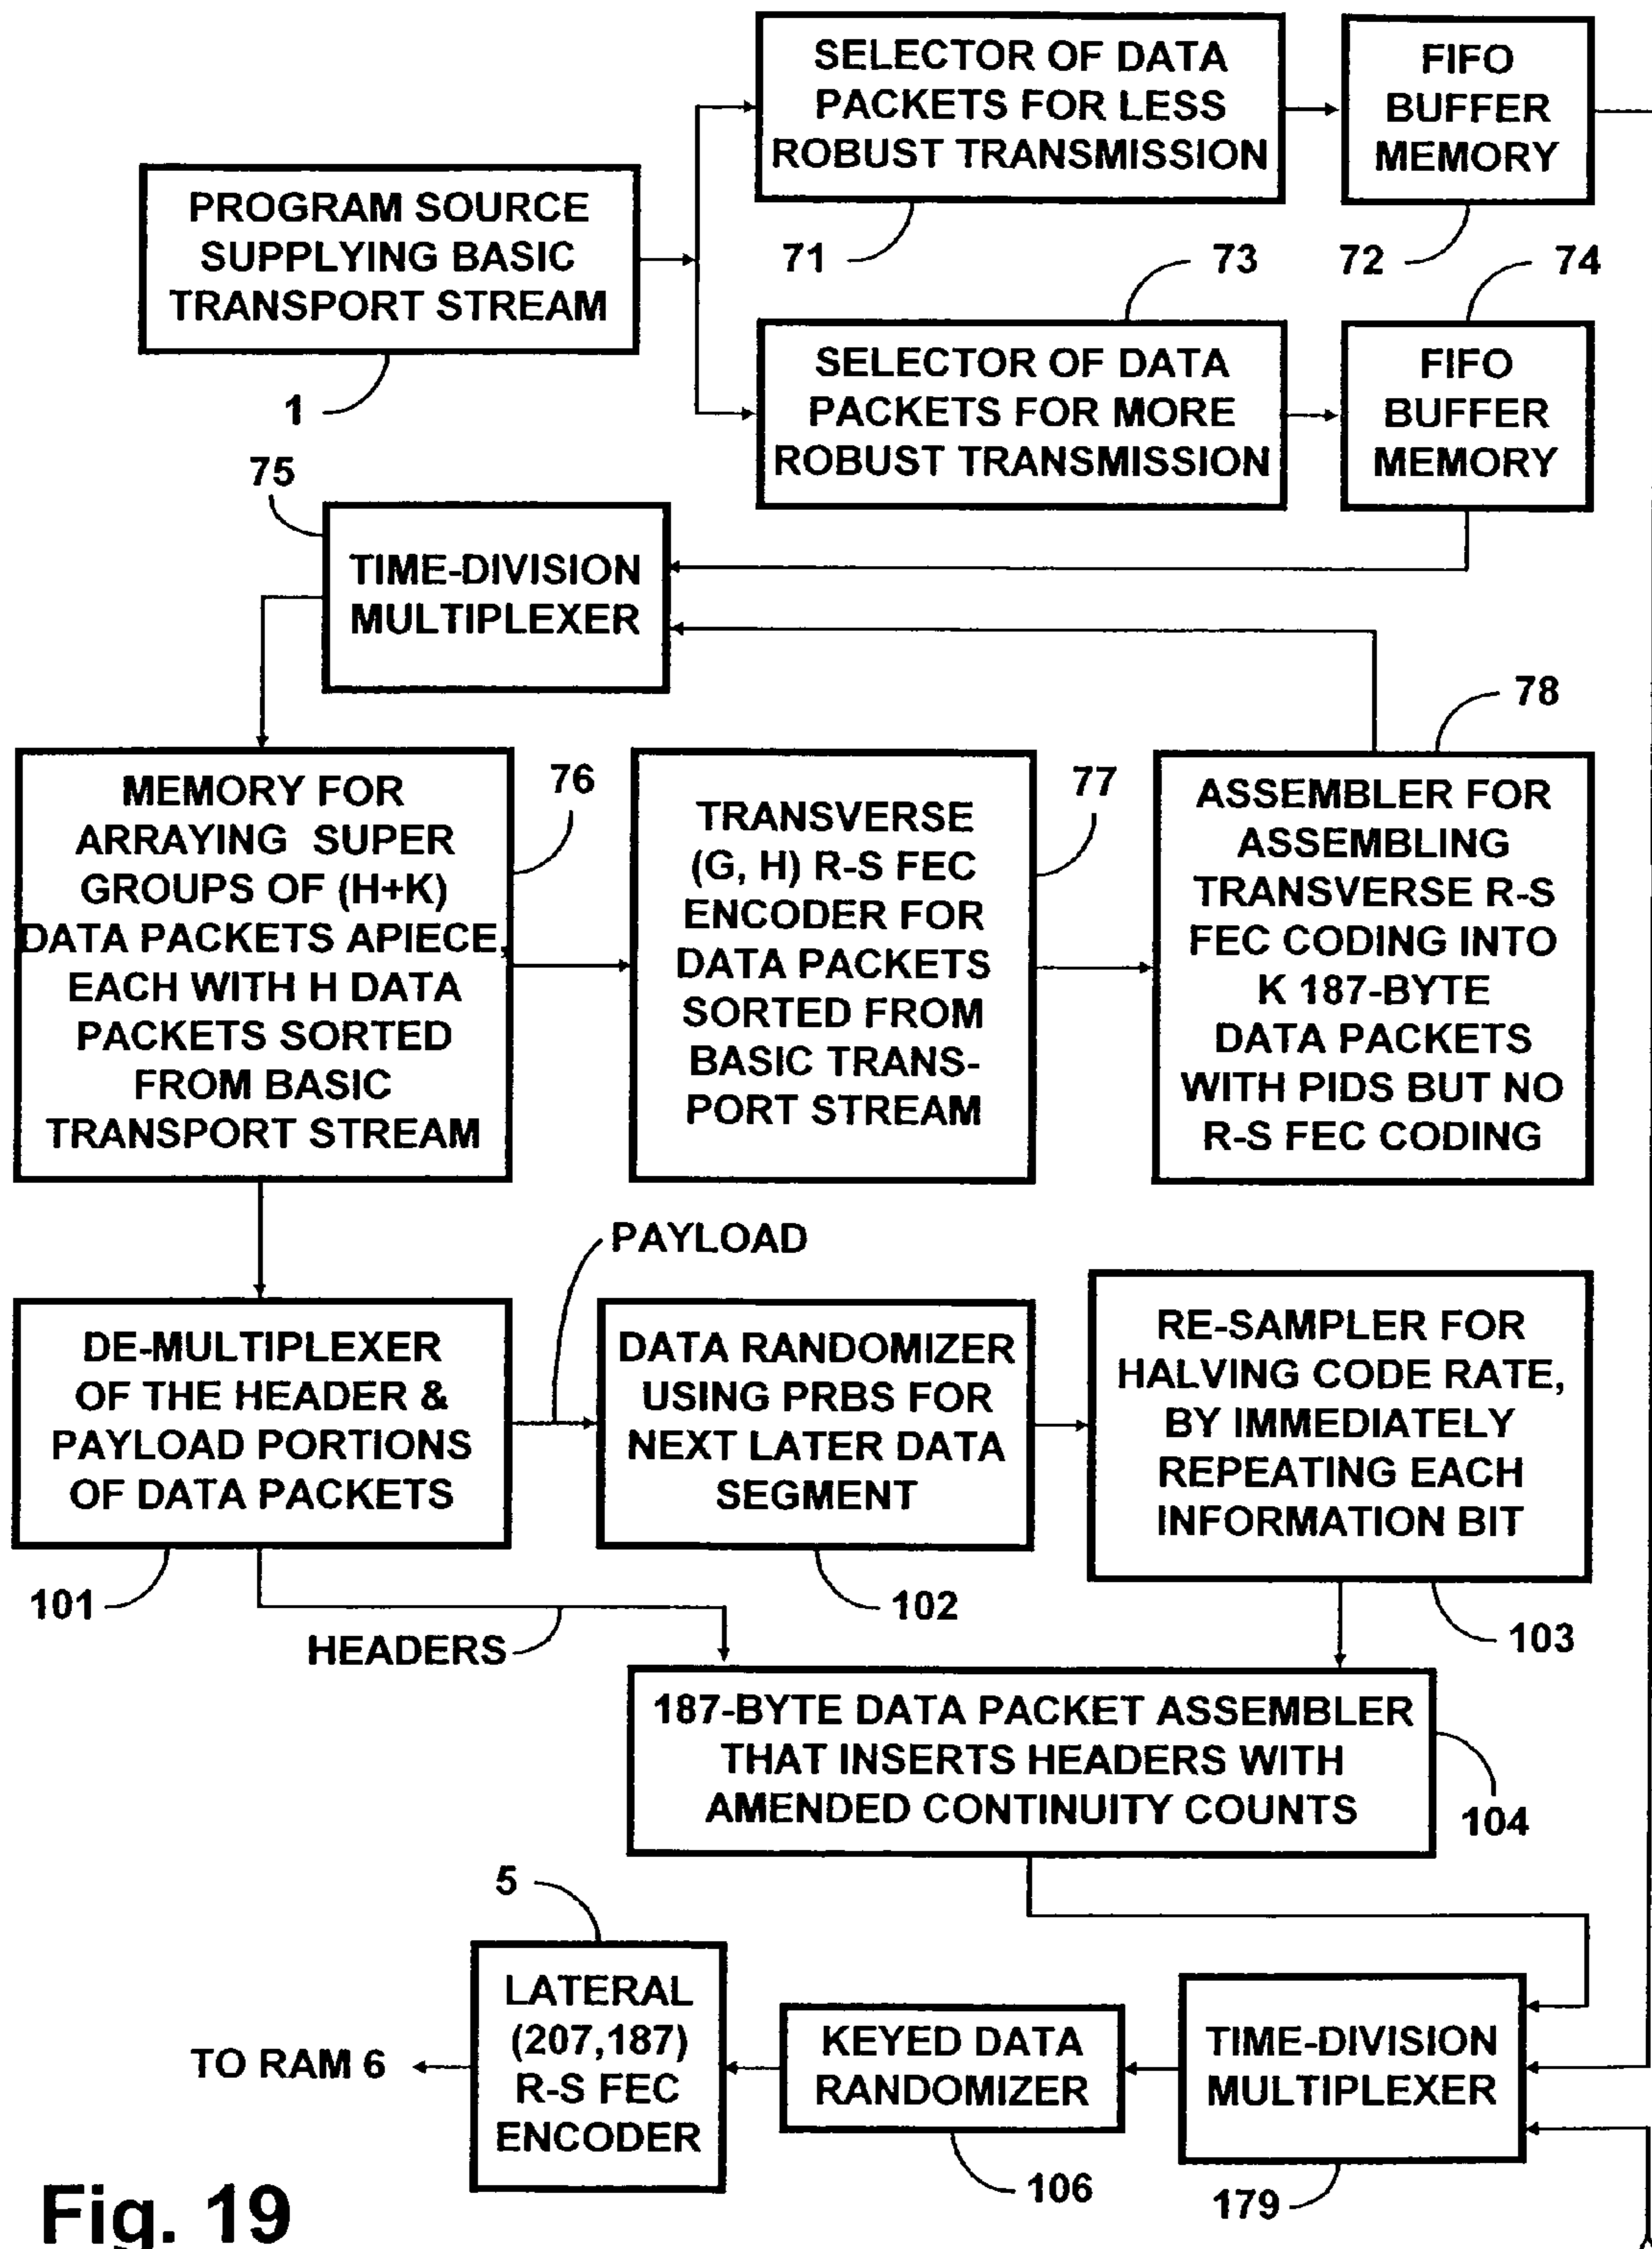 SELECTOR OF DATA
PACKETS FOR LESS
ROBUST TRANSMISSION
FIFO
BUFFER
MEMORY
PROGRAM SOURCE
SUPPLYING BASIC
TRANSPORT STREAM
71
73
72
74
1
SELECTOR OF DATA
PACKETS FOR MORE
ROBUST TRANSMISSION
FIFO
BUFFER
MEMORY
75
TIME-DIVISION
MULTIPLEXER
78
MEMORY FOR
ARRAYING SUPER
GROUPS OF (H+K)
DATA PACKETS APIECE,
EACH WITH H DATA
PACKETS SORTED
FROM BASIC
TRANSPORT STREAM
76
TRANSVERSE
(G, H) R-S FEC
ENCODER FOR
DATA PACKETS
SORTED FROM
BASIC TRANS-
PORT STREAM
77
ASSEMBLER FOR
ASSEMBLING
TRANSVERSE R-S
FEC CODING INTO
K 187-BYTE
DATA PACKETS
WITH PIDS BUT NO
R-S FEC CODING
PAYLOAD
DE-MULTIPLEXER
OF THE HEADER &
PAYLOAD PORTIONS
OF DATA PACKETS
DATA RANDOMIZER
USING PRBS FOR
NEXT LATER DATA
SEGMENT
RE-SAMPLER FOR
HALVING CODE RATE,
BY IMMEDIATELY
REPEATING EACH
INFORMATION BIT
101
102
103
HEADERS
187-BYTE DATA PACKET ASSEMBLER
THAT INSERTS HEADERS WITH
AMENDED CONTINUITY COUNTS
104
5
LATERAL
(207,187)
R-S FEC
ENCODER
TO RAM 6
KEYED DATA
RANDOMIZER
TIME-DIVISION
MULTIPLEXER
106
179
Fig. 19